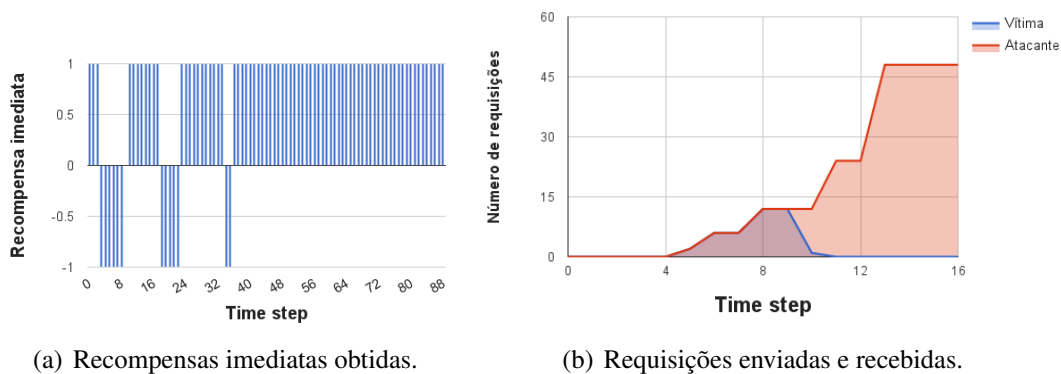 Recompensa imediata
1
0.5
0
-0.5
-1
0 8 16 24 32 40 48 56 64 72 80 88
Time step
(a) Recompensas imediatas obtidas.
Número de requisições
60
45
30
15
0
0 4 8 12 16
Time step
Vítima
Atacante
(b) Requisições enviadas e recebidas.